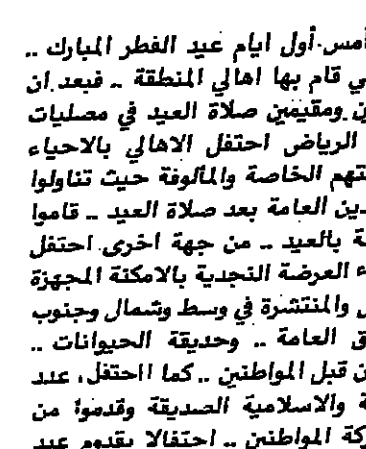 أمس أول ايام عيد الفطر المبارك ..
ي قام بها اهالي المنطقة .. فبعد ان
ن ومقيمين صلاة العيد في مصليات
الرياض احتفل الاهالي بالاحياء
تهم الخاصة والمألوفة حيث تناولوا
دين العامة بعد صلاة العيد .. قاموا
ة بالعيد .. من جهة اخرى احتفل
ء العرضة النجدية بالامكنة المجهزة
ل والمنتشرة في وسط وشمال وجنوب
ق العامة .. وحديقة الحيوانات ..
ن قبل المواطنين .. كما ااحتفل، عند
ة والاسلامية الصديقة وقدموا من
ركة المواطنين .. احتفالا بقدوم عيد